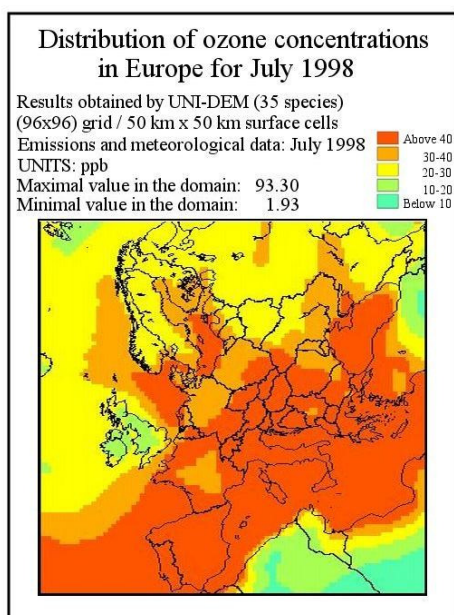 Distribution of ozone concentrations
in Europe for July 1998
Results obtained by UNI-DEM (35 species)
(96x96) grid / 50 km x 50 km surface cells
Emissions and meteorological data: July 1998
UNITS: ppb
Maximal value in the domain: 93.30
Minimal value in the domain: 1.93
Above 40
30-40
20-30
10-20
Below 10